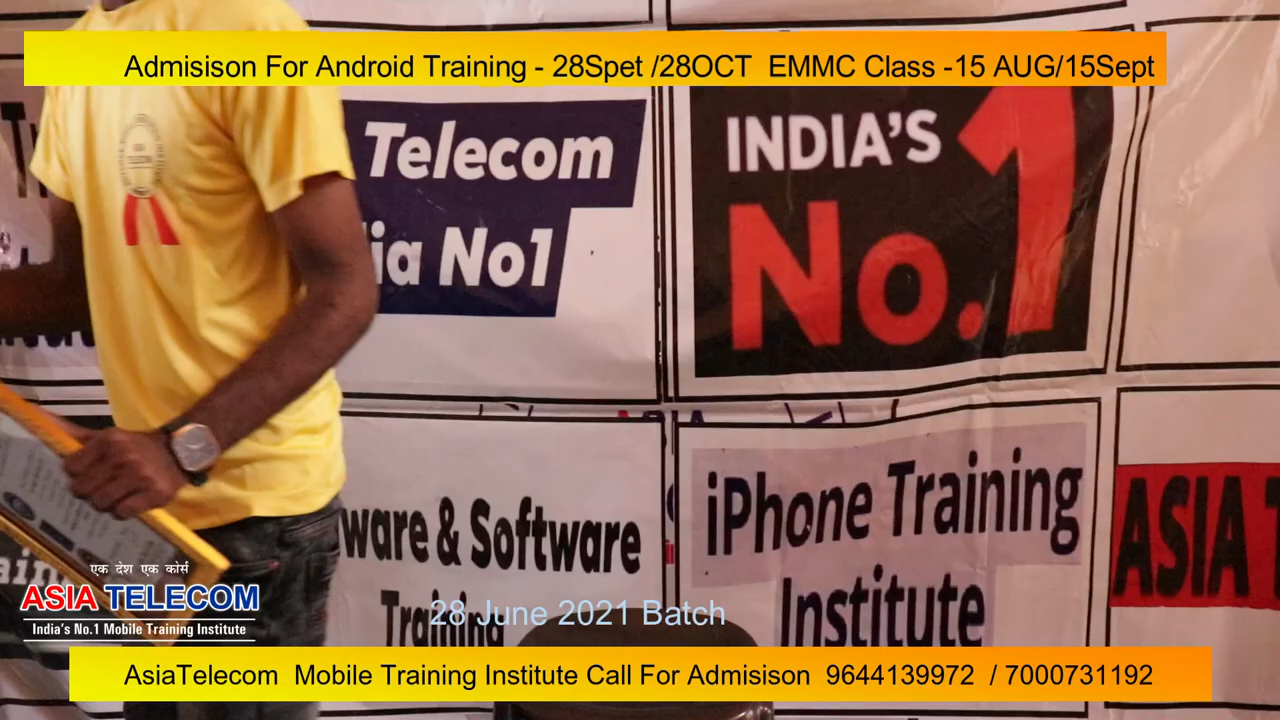 Admisison For Android Training - 28Spet /28OCT  EMMC Class -15 AUG/15Sept
Telecom
ia No1
INDIA'S
No.1
ASIA
ware & Software
Training
iPhone Training
Institute
ASIA T
28 June 2021 Batch
एक देश एक कोर्स
ASIA TELECOM
India's No.1 Mobile Training Institute
AsiaTelecom  Mobile Training Institute Call For Admisison  9644139972  / 7000731192